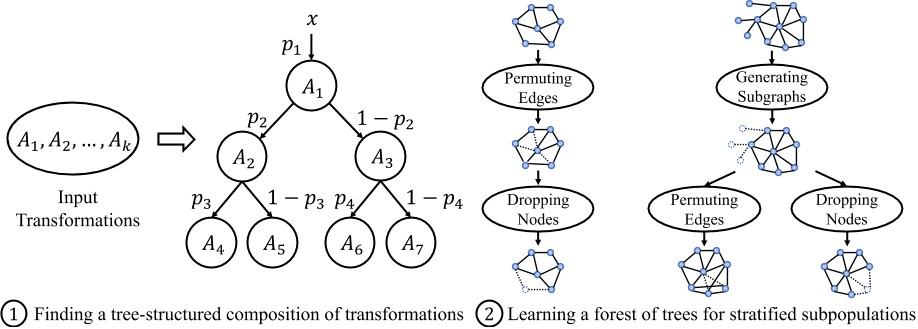 x
p₁
A₁
p₂
1 − p₂
A₁, A₂, ..., Aₖ
A₂
A₃
Input
Transformations
p₃
1 − p₃
p₄
1 − p₄
A₄
A₅
A₆
A₇
1 Finding a tree-structured composition of transformations
Permuting
Edges
Dropping
Nodes
Generating
Subgraphs
Permuting
Edges
Dropping
Nodes
2 Learning a forest of trees for stratified subpopulations